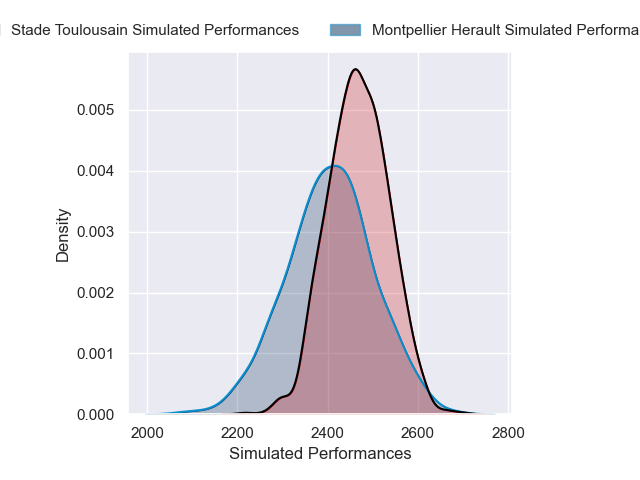 Stade Toulousain Simulated Performances
Montpellier Herault Simulated Performa
0.005
0.004
0.003
0.002
0.001
0.000
Density
2000 2200 2400 2600 2800
Simulated Performances